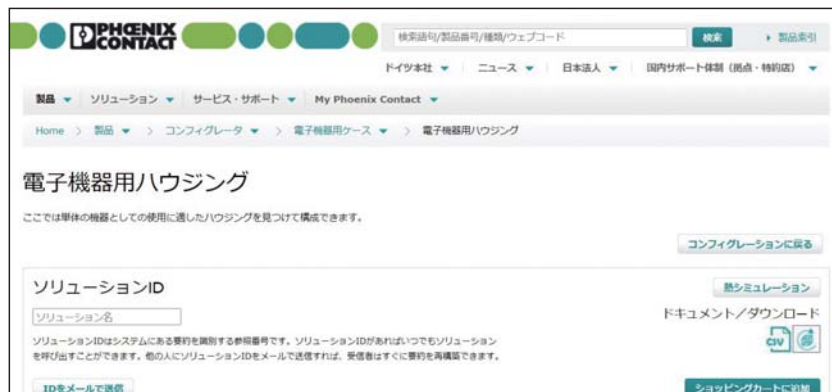 PHŒNIX CONTACT
検索語句/製品番号/種類/ウェブコード 検索 製品索引
ドイツ本社 ニュース 日本法人 国内サポート体制（拠点・特約店）
製品 ソリューション サービス・サポート My Phoenix Contact
Home > 製品 > コンフィグレータ > 電子機器用ケース > 電子機器用ハウジング
電子機器用ハウジング
ここでは単体の機器としての使用に適したハウジングを見つけて構成できます。
コンフィグレーションに戻る
ソリューションID
熱シミュレーション
ソリューション名
ドキュメント／ダウンロード
ソリューションIDはシステムにある要約を識別する参照番号です。ソリューションIDがあればいつでもソリューション
を呼び出すことができます。他の人にソリューションIDをメールで送信すれば、受信者はすぐに要約を再構築できます。
CIV
IDをメールで送信
ショッピングカートに追加